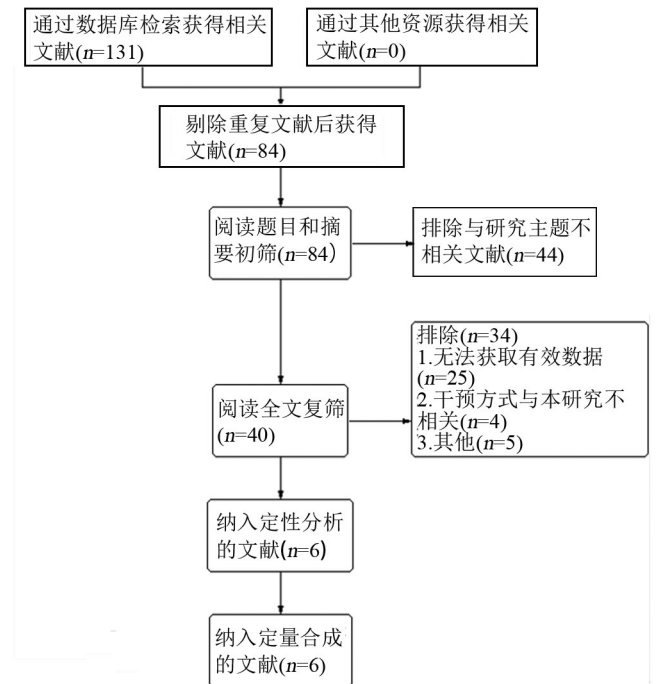 通过数据库检索获得相关
文献(n=131)
通过其他资源获得相关
文献(n=0)
剔除重复文献后获得
文献(n=84)
阅读题目和摘
要初筛(n=84)
排除与研究主题不
相关文献(n=44)
排除(n=34)
1.无法获取有效数据
(n=25)
2.干预方式与本研究不
相关(n=4)
3.其他(n=5)
阅读全文复筛
(n=40)
纳入定性分析
的文献(n=6)
纳入定量合成
的文献(n=6)